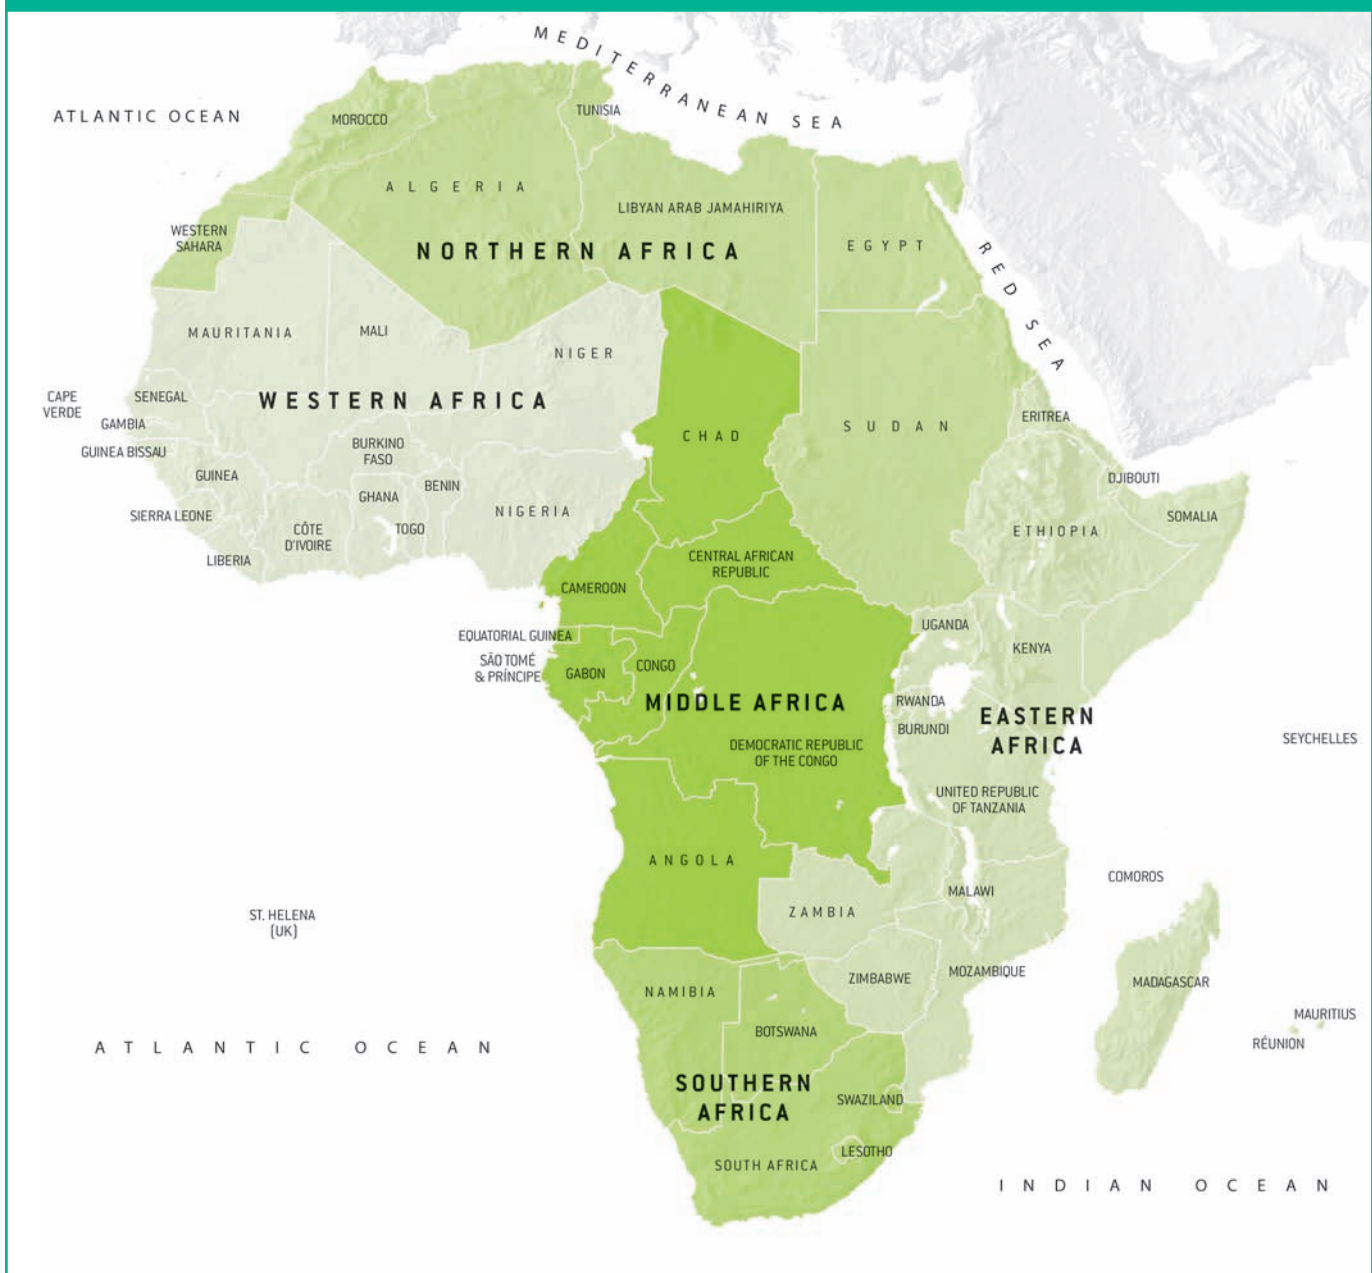 MEDITERRANEAN SEA
ATLANTIC OCEAN
MOROCCO
TUNISIA
ALGERIA
LIBYAN ARAB JAMAHIRIYA
WESTERN
SAHARA
NORTHERN AFRICA
EGYPT
RED SEA
MAURITANIA
MALI
NIGER
CAPE
VERDE
SENEGAL
WESTERN AFRICA
GAMBIA
CHAD
SUDAN
ERITREA
GUINEA BISSAU
BURKINO
FASO
GUINEA
BENIN
GHANA
DJIBOUTI
SIERRA LEONE
CÔTE
D'IVOIRE
TOGO
NIGERIA
SOMALIA
ETHIOPIA
LIBERIA
CENTRAL AFRICAN
REPUBLIC
CAMEROON
EQUATORIAL GUINEA
UGANDA
SÃO TOMÉ
& PRÍNCIPE
GABON
CONGO
KENYA
MIDDLE AFRICA
RWANDA
BURUNDI
EASTERN
AFRICA
DEMOCRATIC REPUBLIC
OF THE CONGO
SEYCHELLES
UNITED REPUBLIC
OF TANZANIA
ANGOLA
MALAWI
COMOROS
ST. HELENA
(UK)
ZAMBIA
ZIMBABWE
MOZAMBIQUE
MADAGASCAR
NAMIBIA
MAURITIUS
BOTSWANA
RÉUNION
ATLANTIC OCEAN
SOUTHERN
AFRICA
SWAZILAND
LESOTHO
SOUTH AFRICA
INDIAN OCEAN